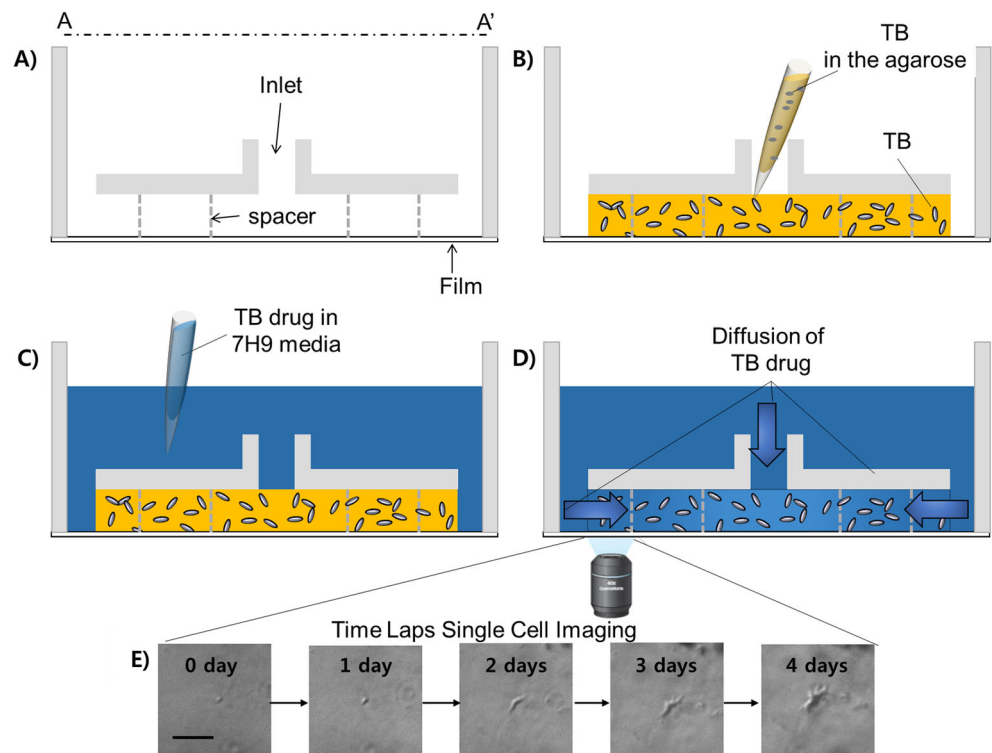 A
A'
A)
Inlet
spacer
Film
B)
TB
in the agarose
TB
C)
TB drug in
7H9 media
D)
Diffusion of
TB drug
Time Laps Single Cell Imaging
E)
0 day
1 day
2 days
3 days
4 days